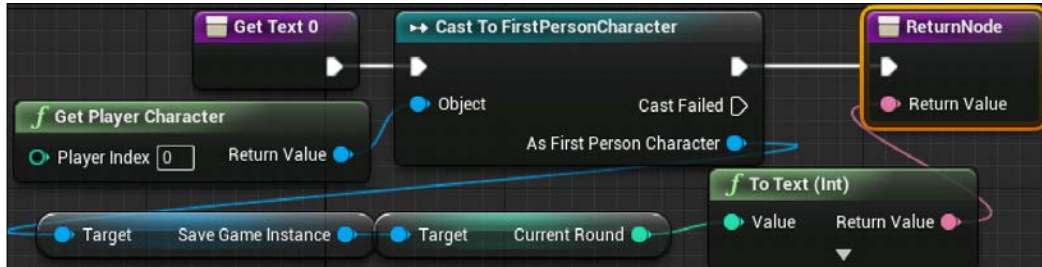 Get Text 0
Cast To FirstPersonCharacter
ReturnNode
Object
Cast Failed
As First Person Character
Return Value
f Get Player Character
Player Index 0
Return Value
f To Text (Int)
Value
Return Value
Target
Save Game Instance
Target
Current Round